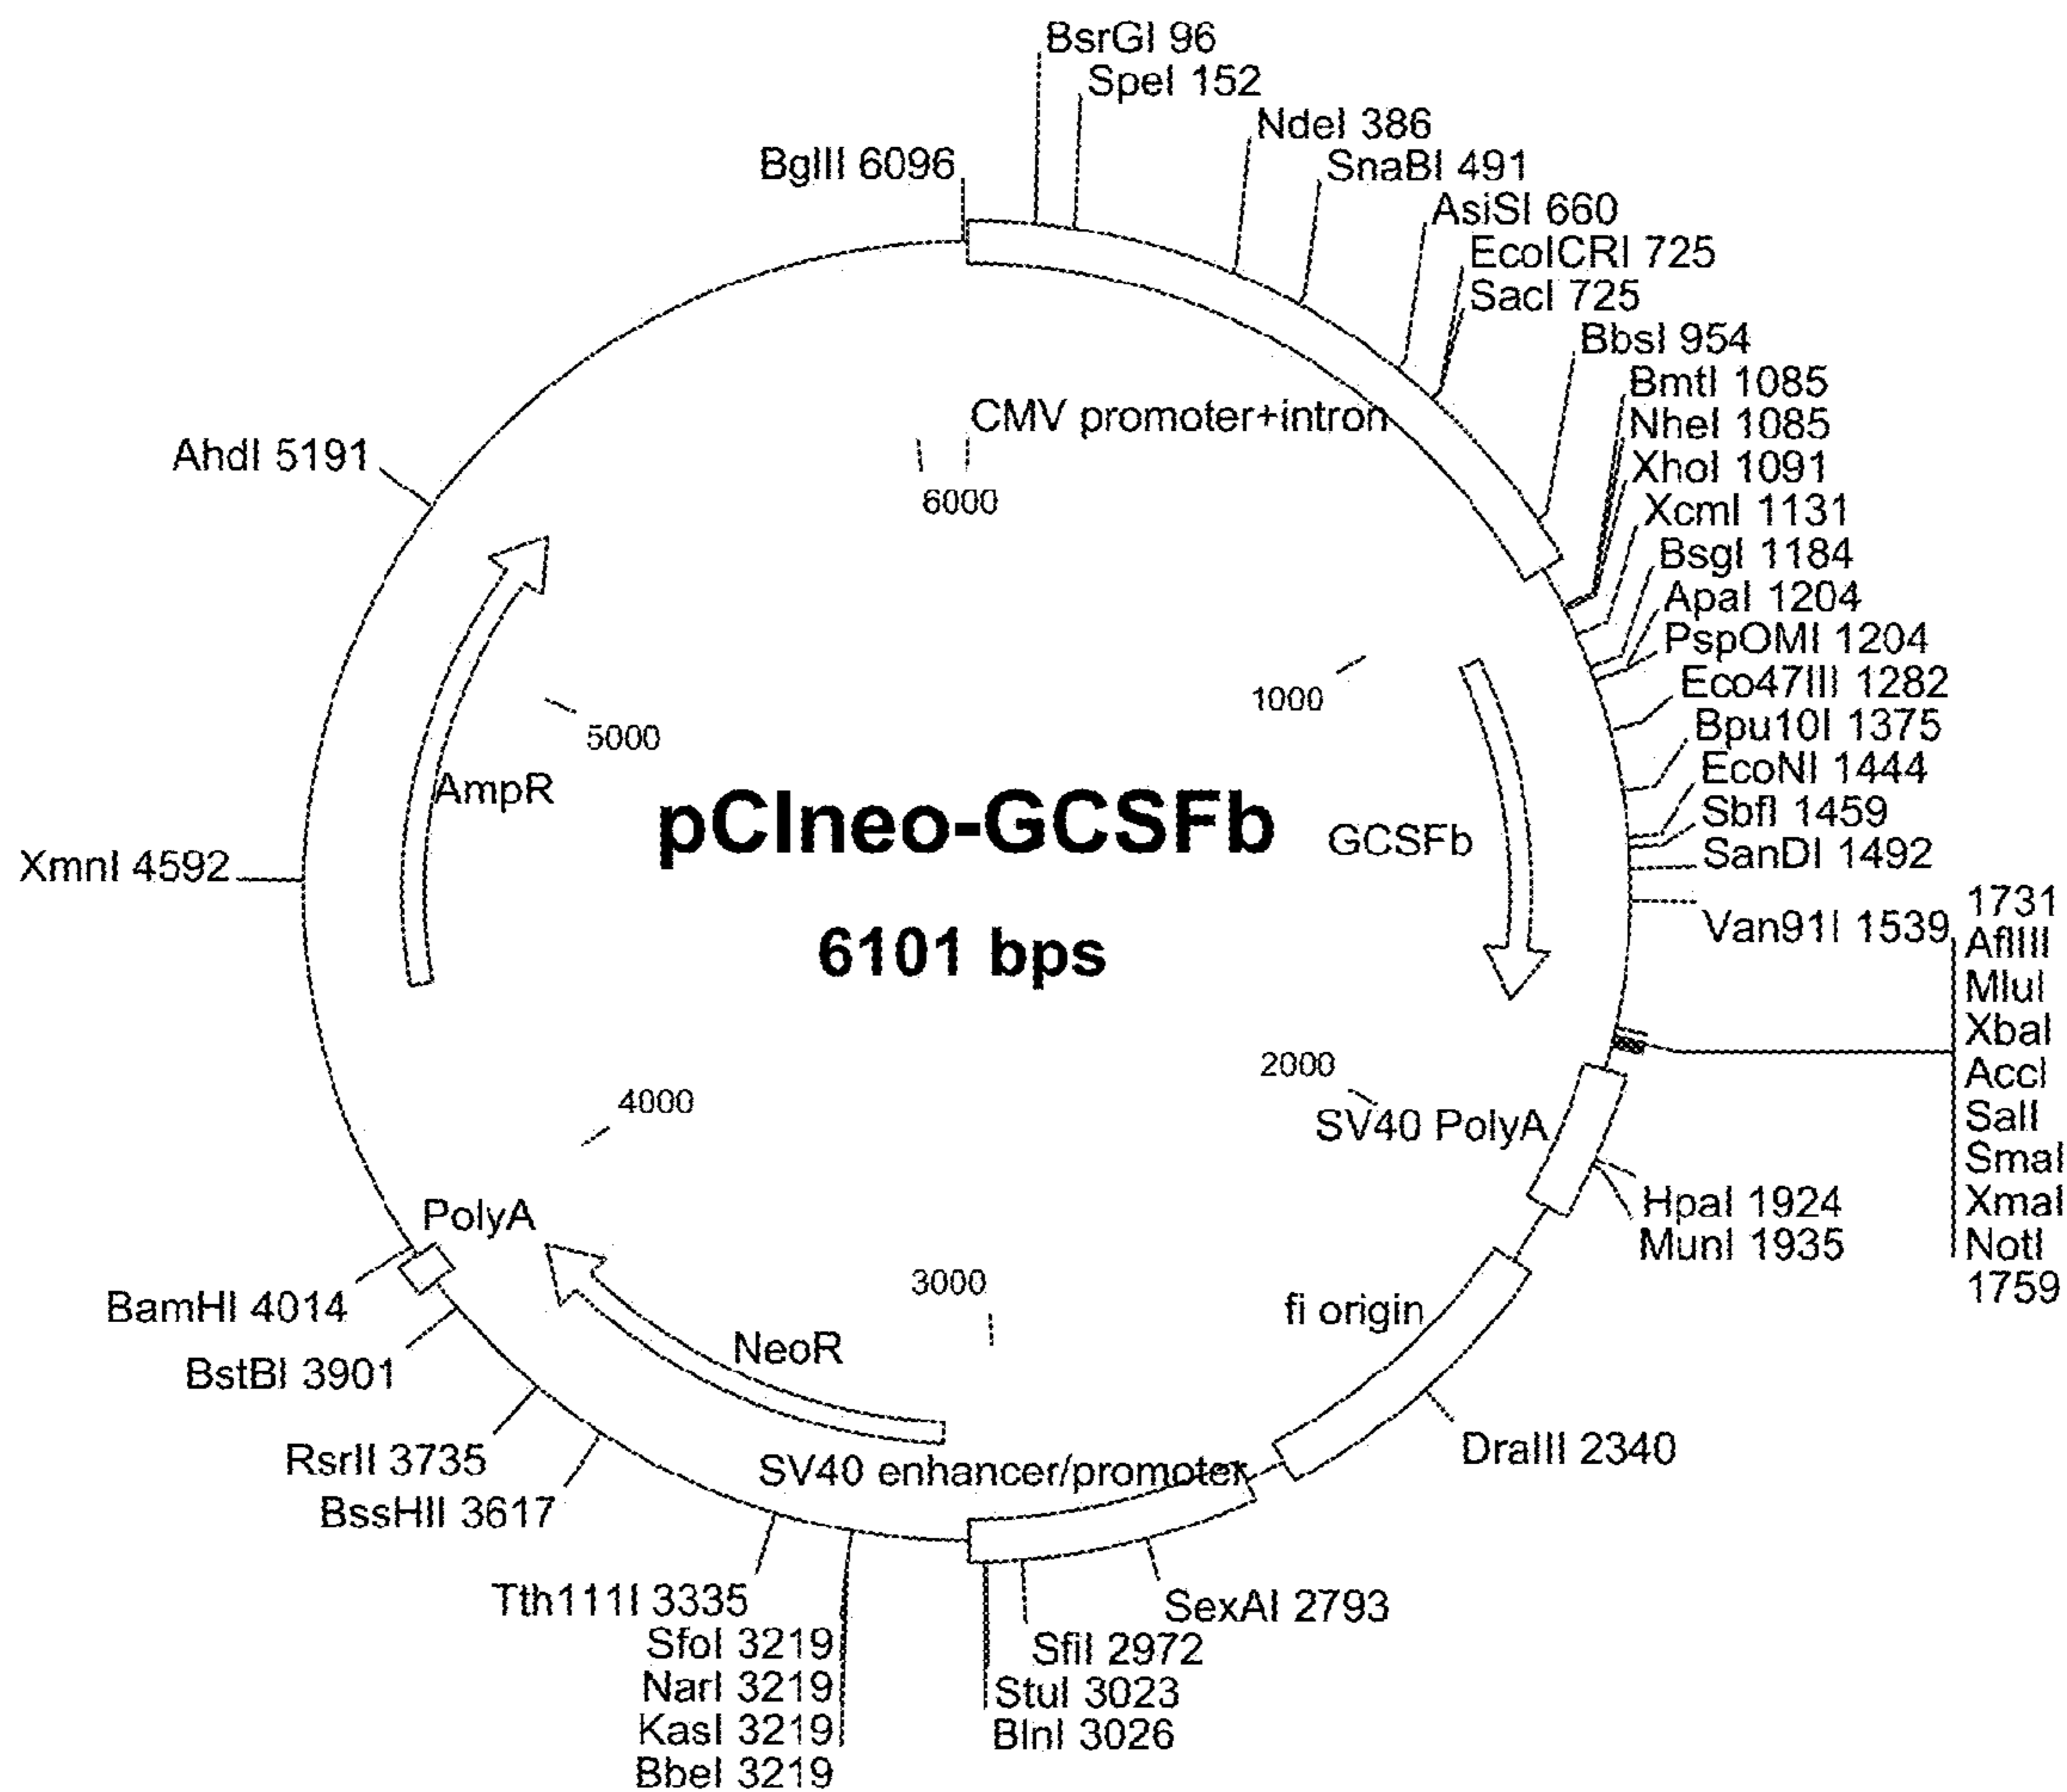 BsrGI 96
SpeI 152
NdeI 386
SnaBI 491
AsiSI 660
EcoICRI 725
SacI 725
BbsI 954
BmtI 1085
NheI 1085
XhoI 1091
XcmI 1131
BsgI 1184
ApaI 1204
PspOMI 1204
Eco47III 1282
Bpu10I 1375
EcoNI 1444
SbfI 1459
SanDI 1492
Van91I 1539
1731
AflIII
MluI
XbaI
AccI
SalI
SmaI
XmaI
NotI
1759
HpaI 1924
MunI 1935
DraIII 2340
SexAI 2793
SfiI 2972
StuI 3023
BlnI 3026
Tth111I 3335
SfoI 3219
NarI 3219
KasI 3219
BbeI 3219
BssHII 3617
RsrII 3735
BstBI 3901
BamHI 4014
XmnI 4592
AhdI 5191
BglII 6096
CMV promoter+intron
6000
1000
5000
AmpR
pCIneo-GCSFb
6101 bps
GCSFb
2000
SV40 PolyA
4000
PolyA
3000
NeoR
fi origin
SV40 enhancer/promoter